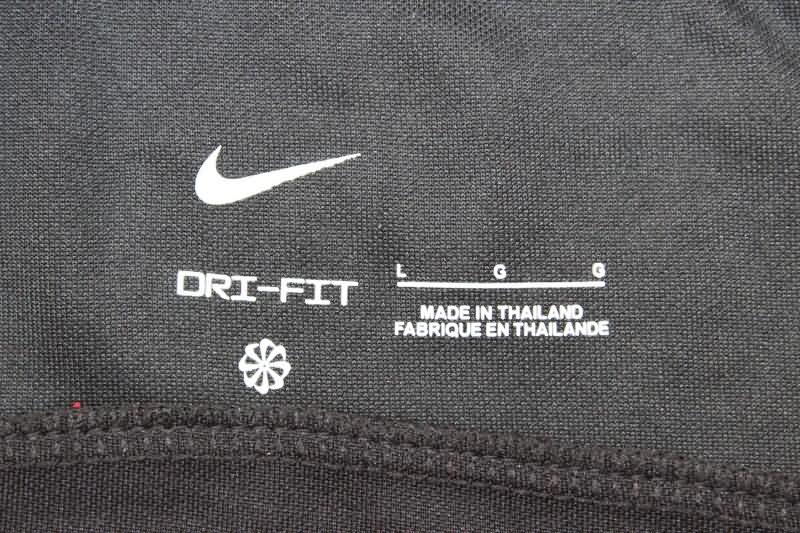 DRI-FIT
L G G
MADE IN THAILAND
FABRIQUE EN THAILANDE